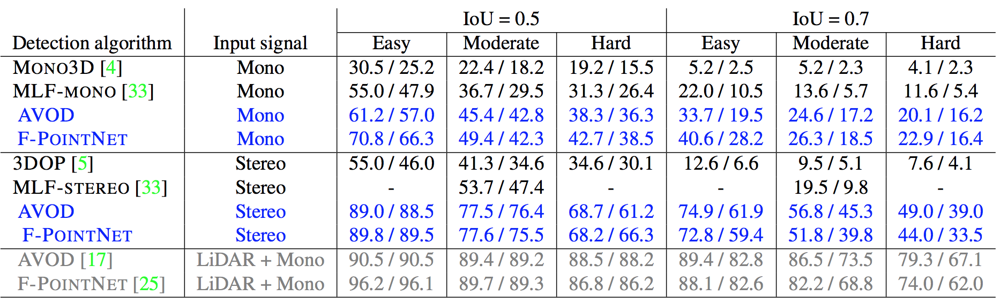 IoU = 0.5 IoU = 0.7
Detection algorithm Input signal Easy Moderate Hard Easy Moderate Hard
MONO3D [4] Mono 30.5 / 25.2 22.4 / 18.2 19.2 / 15.5 5.2 / 2.5 5.2 / 2.3 4.1 / 2.3
MLF-MONO [33] Mono 55.0 / 47.9 36.7 / 29.5 31.3 / 26.4 22.0 / 10.5 13.6 / 5.7 11.6 / 5.4
AVOD Mono 61.2 / 57.0 45.4 / 42.8 38.3 / 36.3 33.7 / 19.5 24.6 / 17.2 20.1 / 16.2
F-POINTNET Mono 70.8 / 66.3 49.4 / 42.3 42.7 / 38.5 40.6 / 28.2 26.3 / 18.5 22.9 / 16.4
3DOP [5] Stereo 55.0 / 46.0 41.3 / 34.6 34.6 / 30.1 12.6 / 6.6 9.5 / 5.1 7.6 / 4.1
MLF-STEREO [33] Stereo - 53.7 / 47.4 - - 19.5 / 9.8 -
AVOD Stereo 89.0 / 88.5 77.5 / 76.4 68.7 / 61.2 74.9 / 61.9 56.8 / 45.3 49.0 / 39.0
F-POINTNET Stereo 89.8 / 89.5 77.6 / 75.5 68.2 / 66.3 72.8 / 59.4 51.8 / 39.8 44.0 / 33.5
AVOD [17] LiDAR + Mono 90.5 / 90.5 89.4 / 89.2 88.5 / 88.2 89.4 / 82.8 86.5 / 73.5 79.3 / 67.1
F-POINTNET [25] LiDAR + Mono 96.2 / 96.1 89.7 / 89.3 86.8 / 86.2 88.1 / 82.6 82.2 / 68.8 74.0 / 62.0